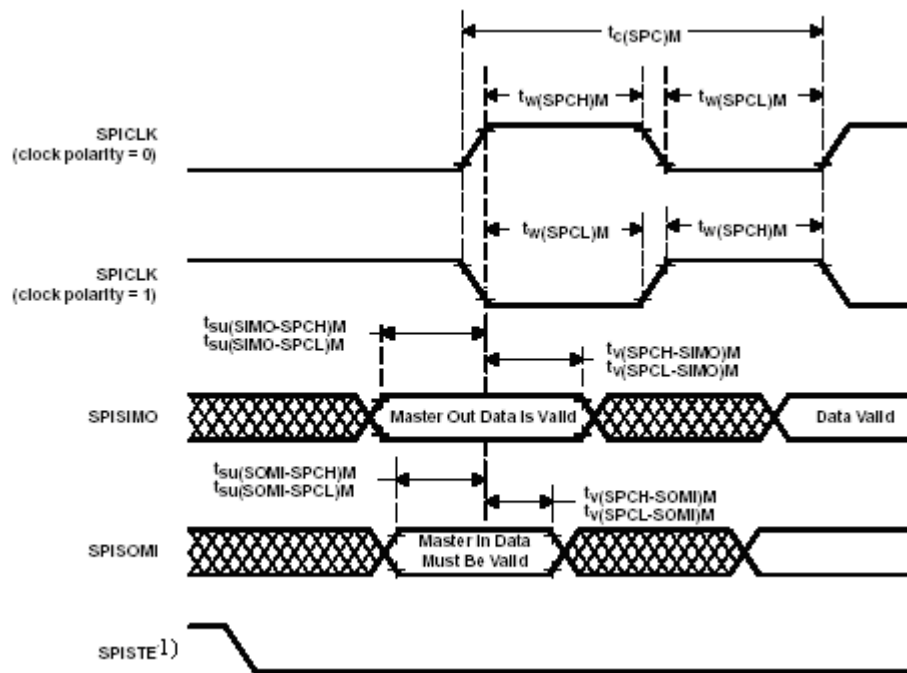 tc(SPC)M
tw(SPCH)M
tw(SPCL)M
SPICLK
(clock polarity = 0)
tw(SPCL)M
tw(SPCH)M
SPICLK
(clock polarity = 1)
tsu(SIMO-SPCH)M
tsu(SIMO-SPCL)M
tv(SPCH-SIMO)M
tv(SPCL-SIMO)M
SPISIMO
Master Out Data Is Valid
Data Valid
tsu(SOMI-SPCH)M
tsu(SOMI-SPCL)M
tv(SPCH-SOMI)M
tv(SPCL-SOMI)M
SPISOMI
Master In Data
Must Be Valid
SPISTE1)